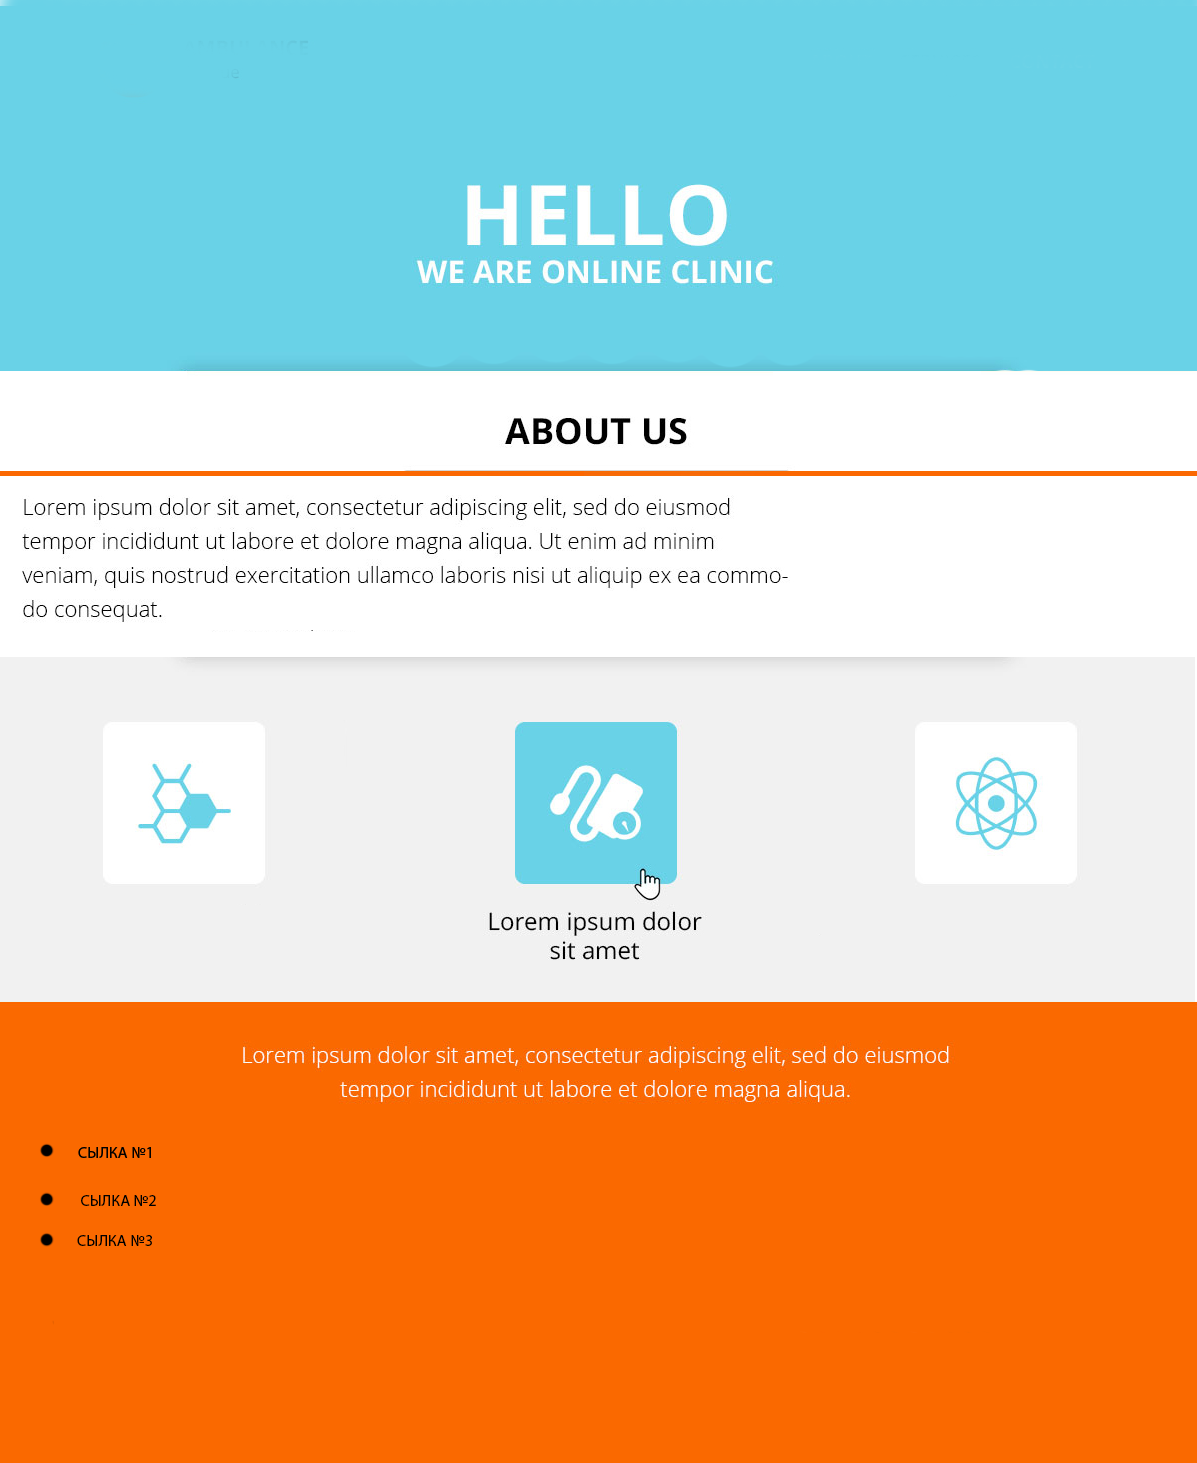 HELLO
WE ARE ONLINE CLINIC
ABOUT US
Lorem ipsum dolor sit amet, consectetur adipiscing elit, sed do eiusmod
tempor incididunt ut labore et dolore magna aliqua. Ut enim ad minim
veniam, quis nostrud exercitation ullamco laboris nisi ut aliquip ex ea commo-
do consequat.
Lorem ipsum dolor
sit amet
Lorem ipsum dolor sit amet, consectetur adipiscing elit, sed do eiusmod
tempor incididunt ut labore et dolore magna aliqua.
СЫЛКА №1
СЫЛКА №2
СЫЛКА №3